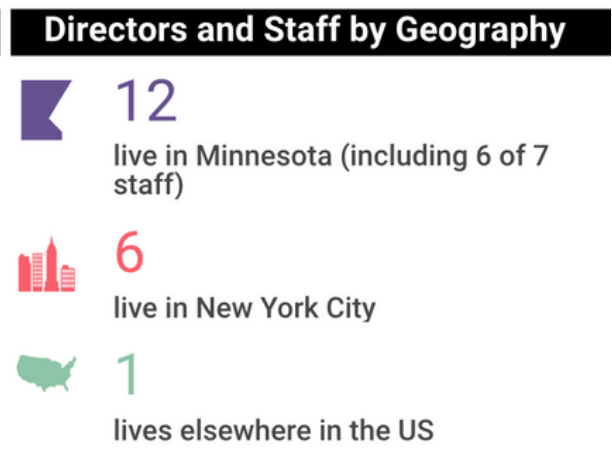 Directors and Staff by Geography
12
live in Minnesota (including 6 of 7
staff)
6
live in New York City
1
lives elsewhere in the US